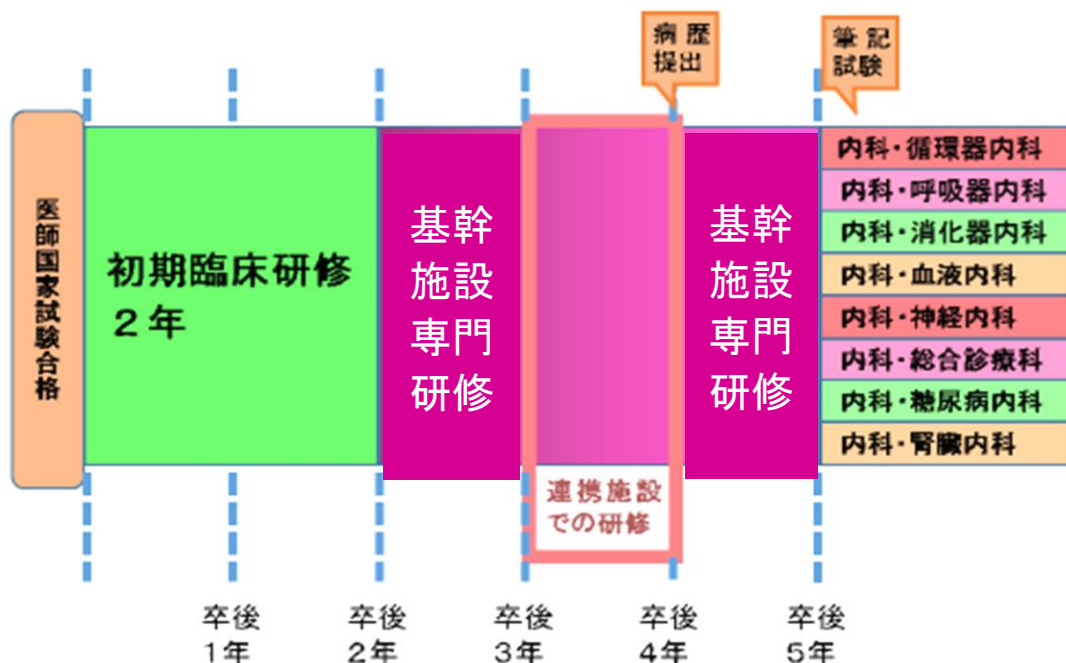 病歴
提出
筆記
試験
医師国家試験合格
初期臨床研修
2年
基幹
施設
専門
研修
連携施設
での研修
基幹
施設
専門
研修
内科・循環器内科
内科・呼吸器内科
内科・消化器内科
内科・血液内科
内科・神経内科
内科・総合診療科
内科・糖尿病内科
内科・腎臓内科
卒後
1年
卒後
2年
卒後
3年
卒後
4年
卒後
5年